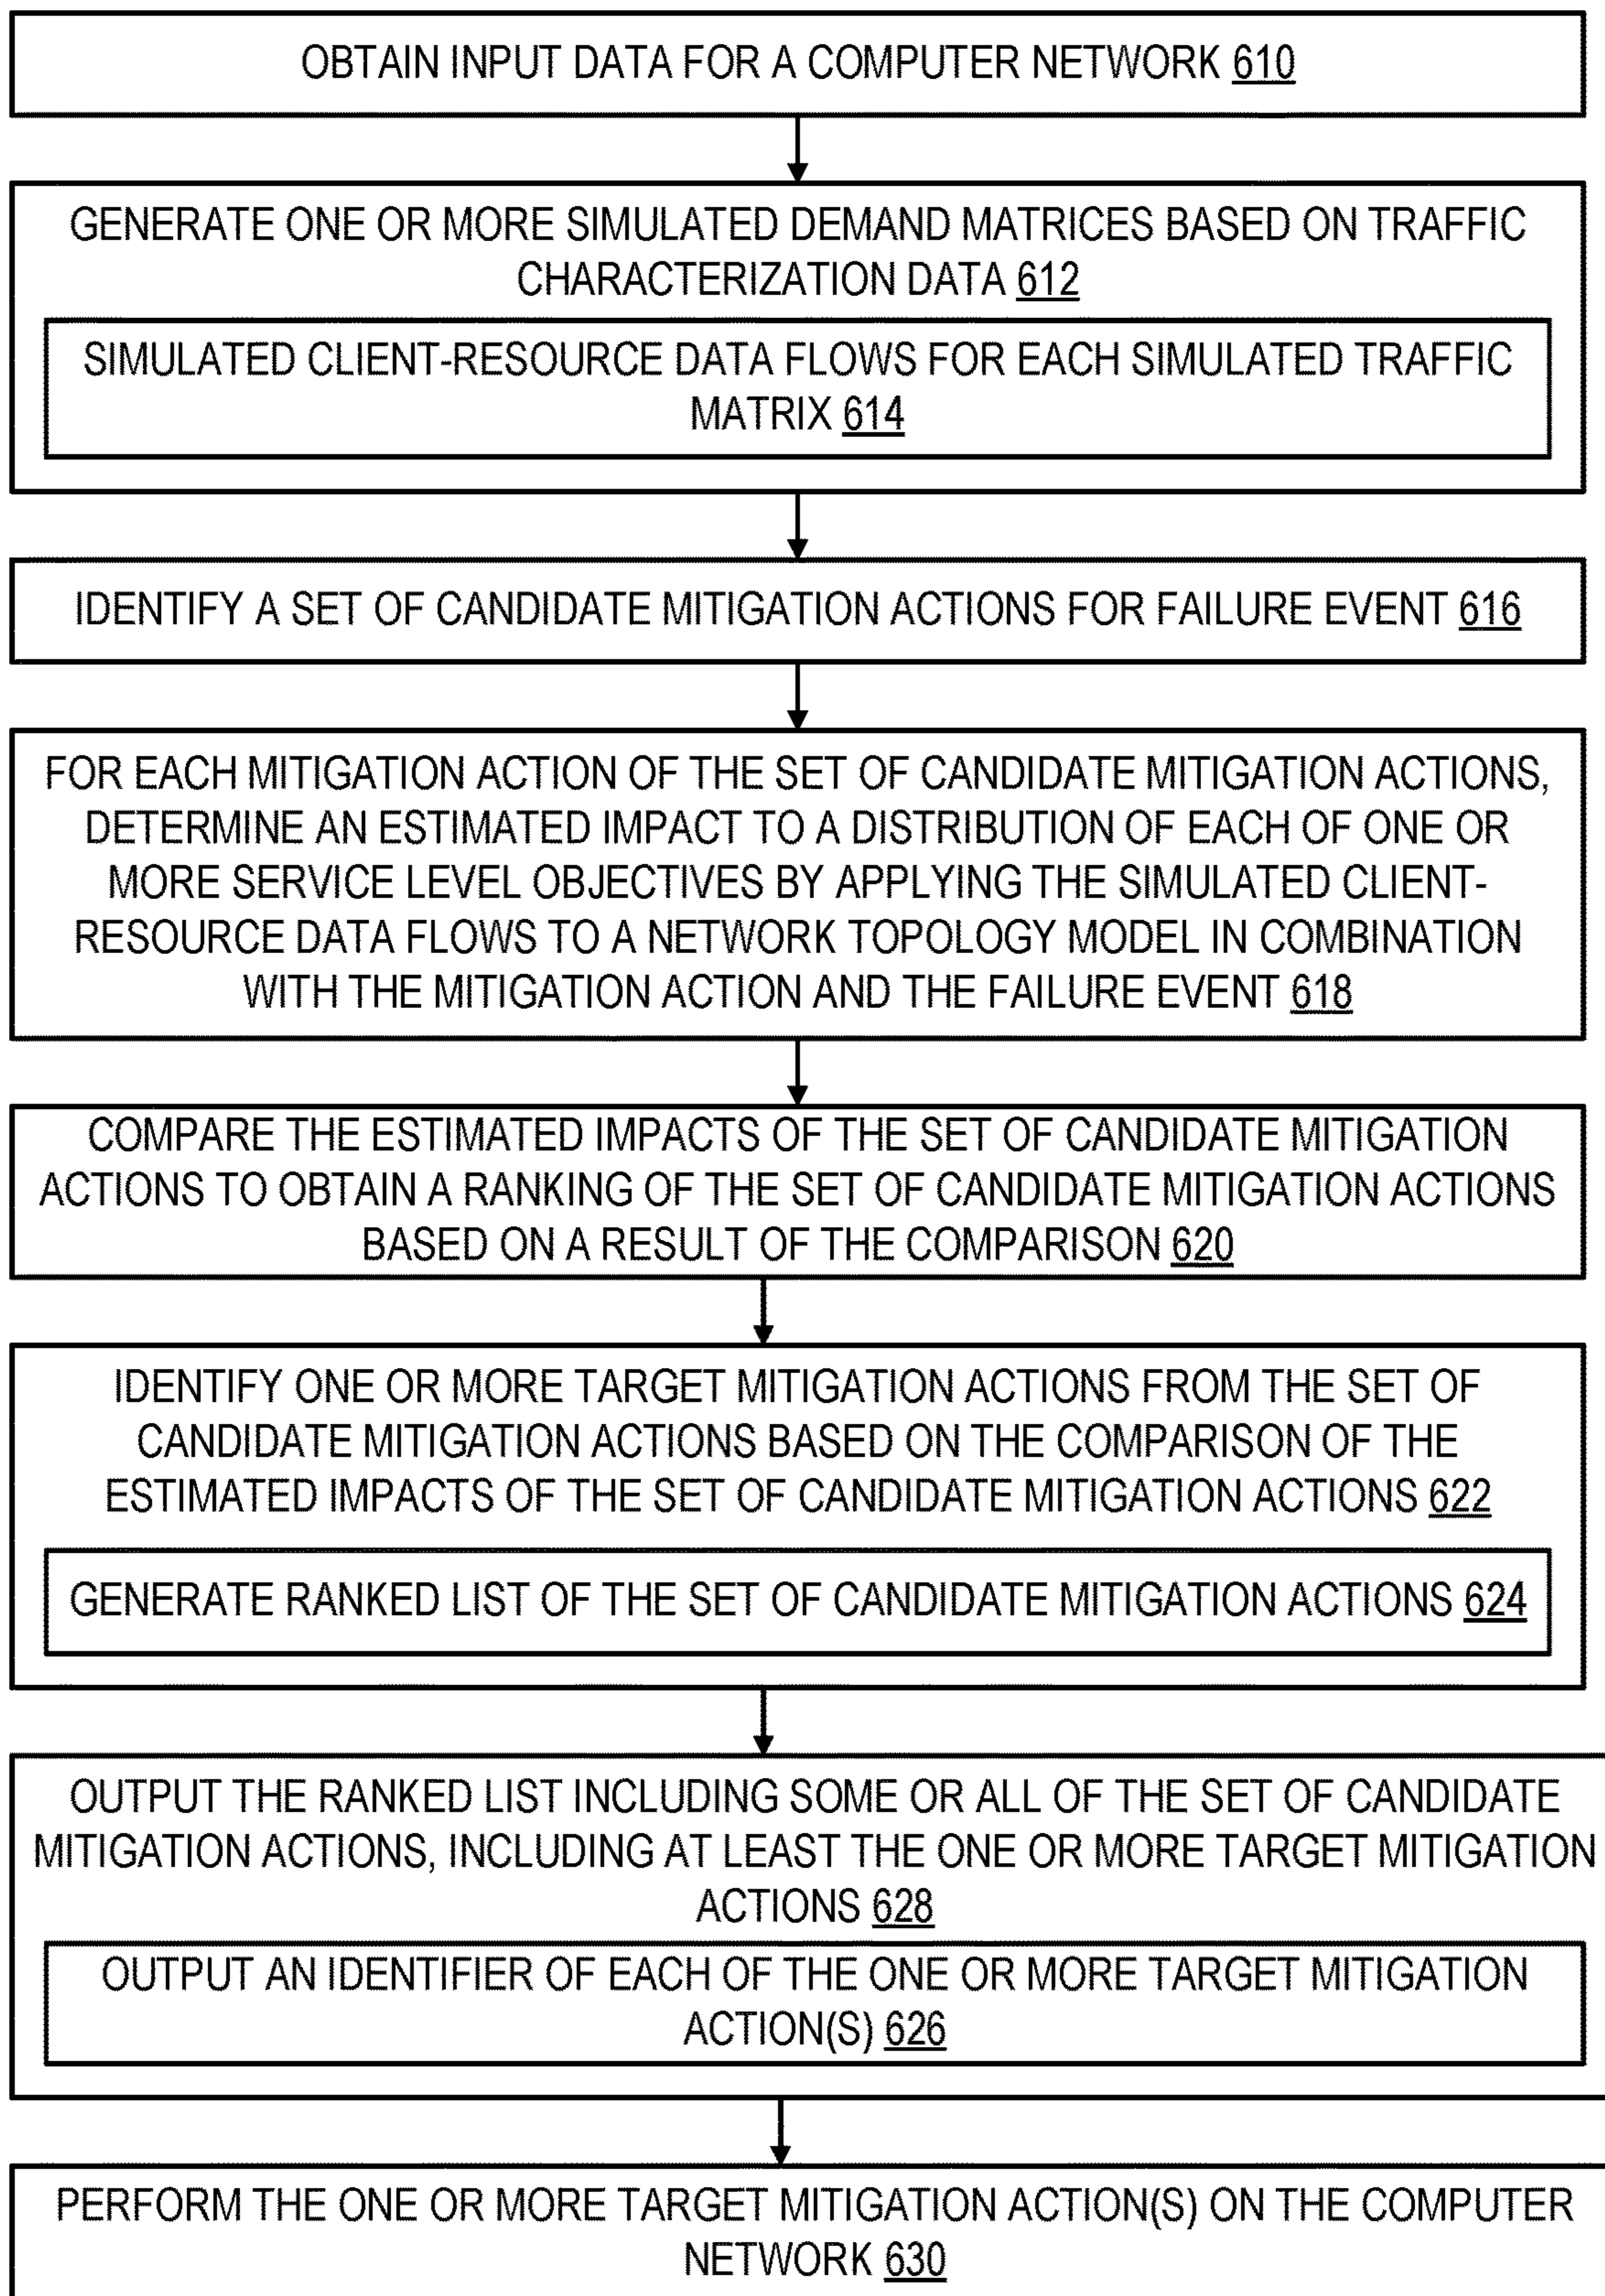 OBTAIN INPUT DATA FOR A COMPUTER NETWORK 610
GENERATE ONE OR MORE SIMULATED DEMAND MATRICES BASED ON TRAFFIC
CHARACTERIZATION DATA 612
SIMULATED CLIENT-RESOURCE DATA FLOWS FOR EACH SIMULATED TRAFFIC
MATRIX 614
IDENTIFY A SET OF CANDIDATE MITIGATION ACTIONS FOR FAILURE EVENT 616
FOR EACH MITIGATION ACTION OF THE SET OF CANDIDATE MITIGATION ACTIONS,
DETERMINE AN ESTIMATED IMPACT TO A DISTRIBUTION OF EACH OF ONE OR
MORE SERVICE LEVEL OBJECTIVES BY APPLYING THE SIMULATED CLIENT-
RESOURCE DATA FLOWS TO A NETWORK TOPOLOGY MODEL IN COMBINATION
WITH THE MITIGATION ACTION AND THE FAILURE EVENT 618
COMPARE THE ESTIMATED IMPACTS OF THE SET OF CANDIDATE MITIGATION
ACTIONS TO OBTAIN A RANKING OF THE SET OF CANDIDATE MITIGATION ACTIONS
BASED ON A RESULT OF THE COMPARISON 620
IDENTIFY ONE OR MORE TARGET MITIGATION ACTIONS FROM THE SET OF
CANDIDATE MITIGATION ACTIONS BASED ON THE COMPARISON OF THE
ESTIMATED IMPACTS OF THE SET OF CANDIDATE MITIGATION ACTIONS 622
GENERATE RANKED LIST OF THE SET OF CANDIDATE MITIGATION ACTIONS 624
OUTPUT THE RANKED LIST INCLUDING SOME OR ALL OF THE SET OF CANDIDATE
MITIGATION ACTIONS, INCLUDING AT LEAST THE ONE OR MORE TARGET MITIGATION
ACTIONS 628
OUTPUT AN IDENTIFIER OF EACH OF THE ONE OR MORE TARGET MITIGATION
ACTION(S) 626
PERFORM THE ONE OR MORE TARGET MITIGATION ACTION(S) ON THE COMPUTER
NETWORK 630